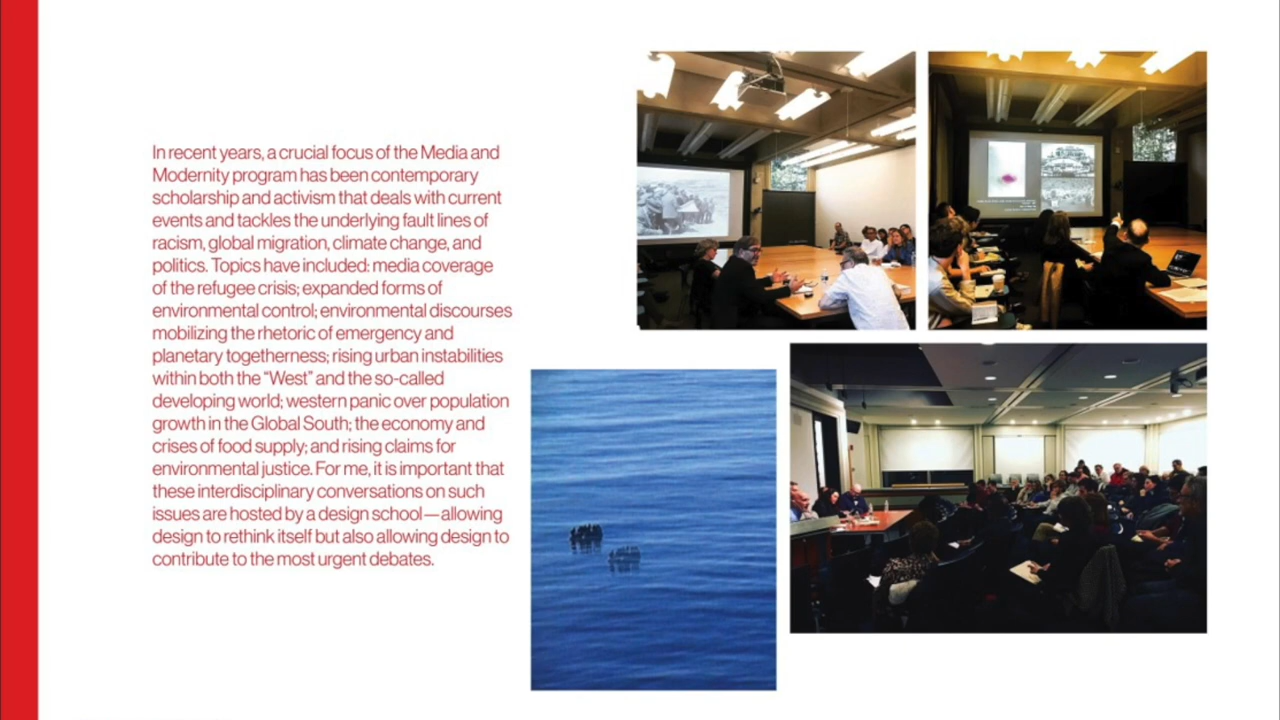 In recent years, a crucial focus of the Media and
Modernity program has been contemporary
scholarship and activism that deals with current
events and tackles the underlying fault lines of
racism, global migration, climate change, and
politics. Topics have included: media coverage
of the refugee crisis; expanded forms of
environmental control; environmental discourses
mobilizing the rhetoric of emergency and
planetary togetherness; rising urban instabilities
within both the “West” and the so-called
developing world; western panic over population
growth in the Global South; the economy and
crises of food supply; and rising claims for
environmental justice. For me, it is important that
these interdisciplinary conversations on such
issues are hosted by a design school—allowing
design to rethink itself but also allowing design to
contribute to the most urgent debates.